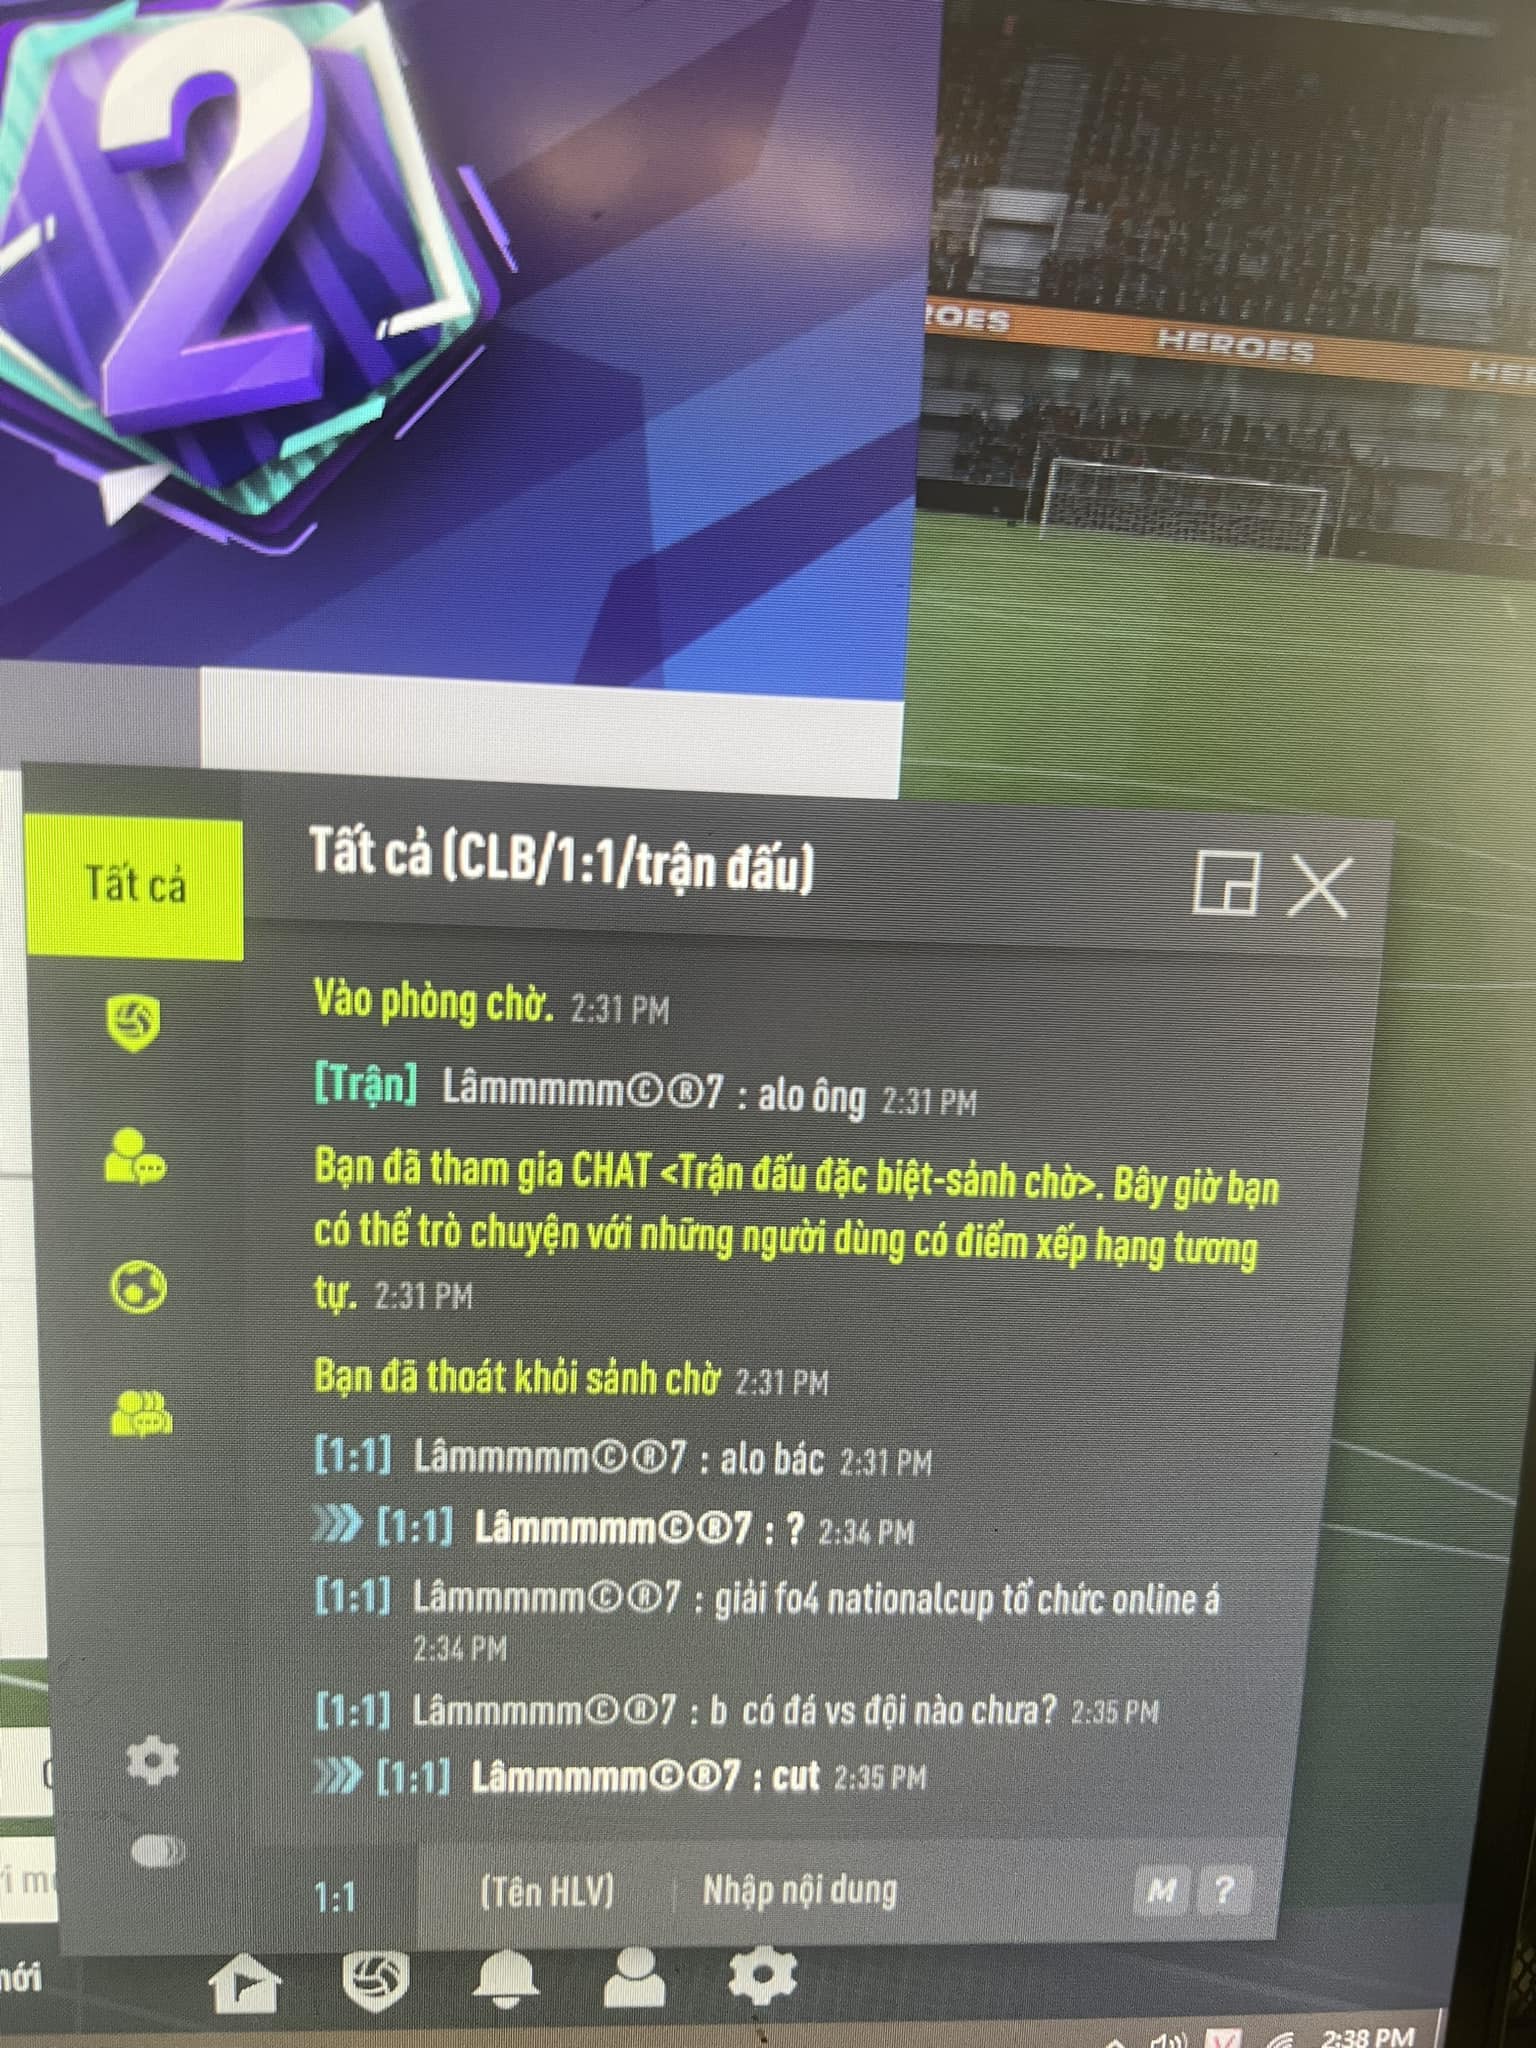 2
HEROES
Tất cả
Tất cả (CLB/1:1/trận đấu)
Vào phòng chờ. 2:31 PM
[Trận] Lâmmmmm©®7 : alo ông 2:31 PM
Bạn đã tham gia CHAT <Trận đấu đặc biệt-sảnh chờ>. Bây giờ bạn
có thể trò chuyện với những người dùng có điểm xếp hạng tương
tự. 2:31 PM
Bạn đã thoát khỏi sảnh chờ 2:31 PM
[1:1] Lâmmmmm©®7 : alo bác 2:31 PM
[1:1] Lâmmmmm©®7 : ? 2:34 PM
[1:1] Lâmmmmm©®7 : giải fo4 nationalcup tổ chức online á
2:34 PM
[1:1] Lâmmmmm©®7 : b có đá vs đội nào chưa? 2:35 PM
[1:1] Lâmmmmm©®7 : cut 2:35 PM
1:1 (Tên HLV) Nhập nội dung M ?
2:38 PM